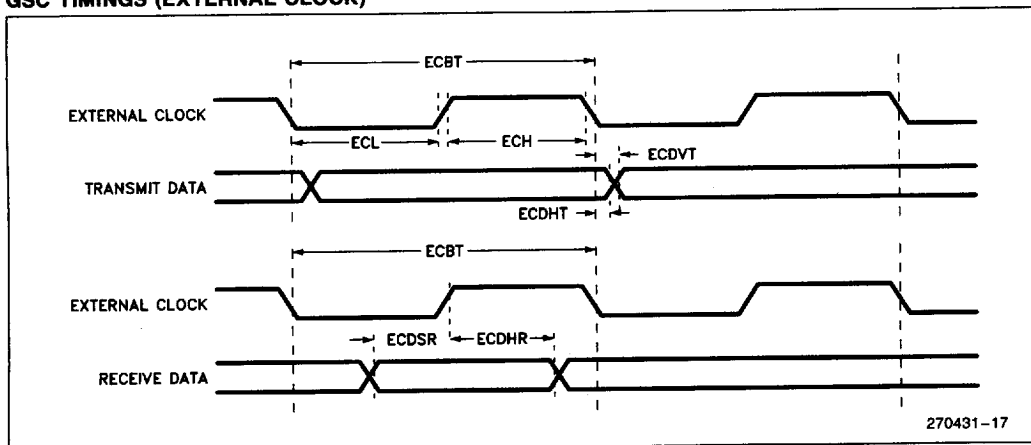 GSC TIMINGS (EXTERNAL CLOCK)
ECBT
EXTERNAL CLOCK
ECL
ECH
ECDVT
TRANSMIT DATA
ECDHT
ECBT
EXTERNAL CLOCK
ECDSR
ECDHR
RECEIVE DATA
270431-17